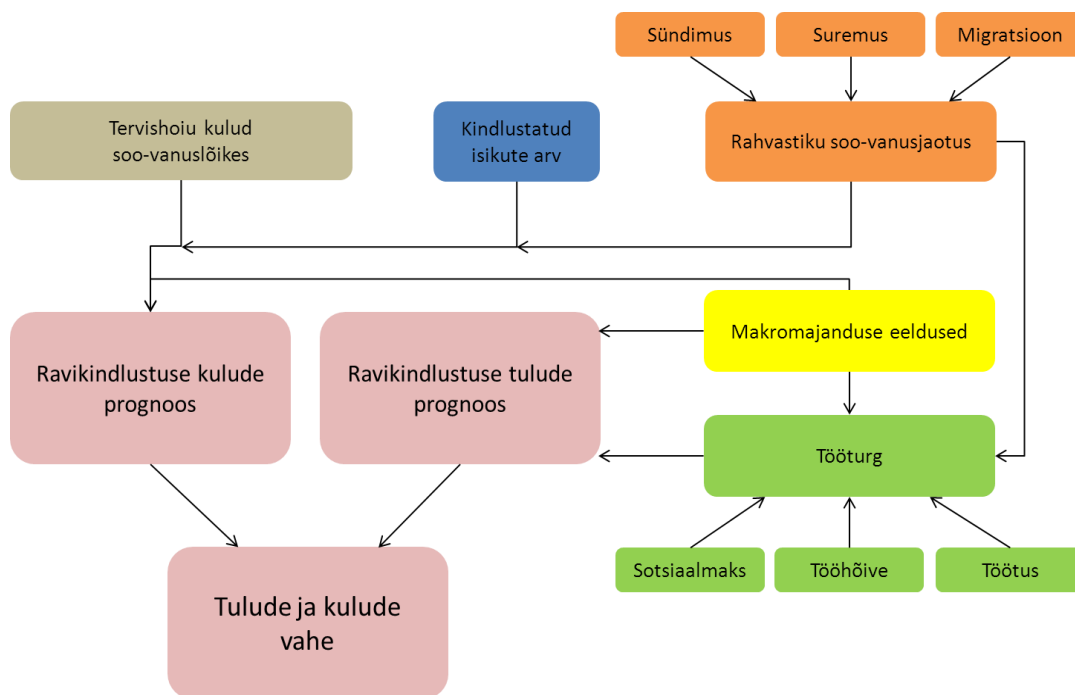 Sündimus
Suremus
Migratsioon
Tervishoiu kulud
soo-vanuslõikes
Kindlustatud
isikute arv
Rahvastiku soo-vanusjaotus
Ravikindlustuse kulude
prognoos
Ravikindlustuse tulude
prognoos
Makromajanduse eeldused
Tööturg
Sotsiaalmaks
Tööhõive
Töötus
Tulude ja kulude
vahe